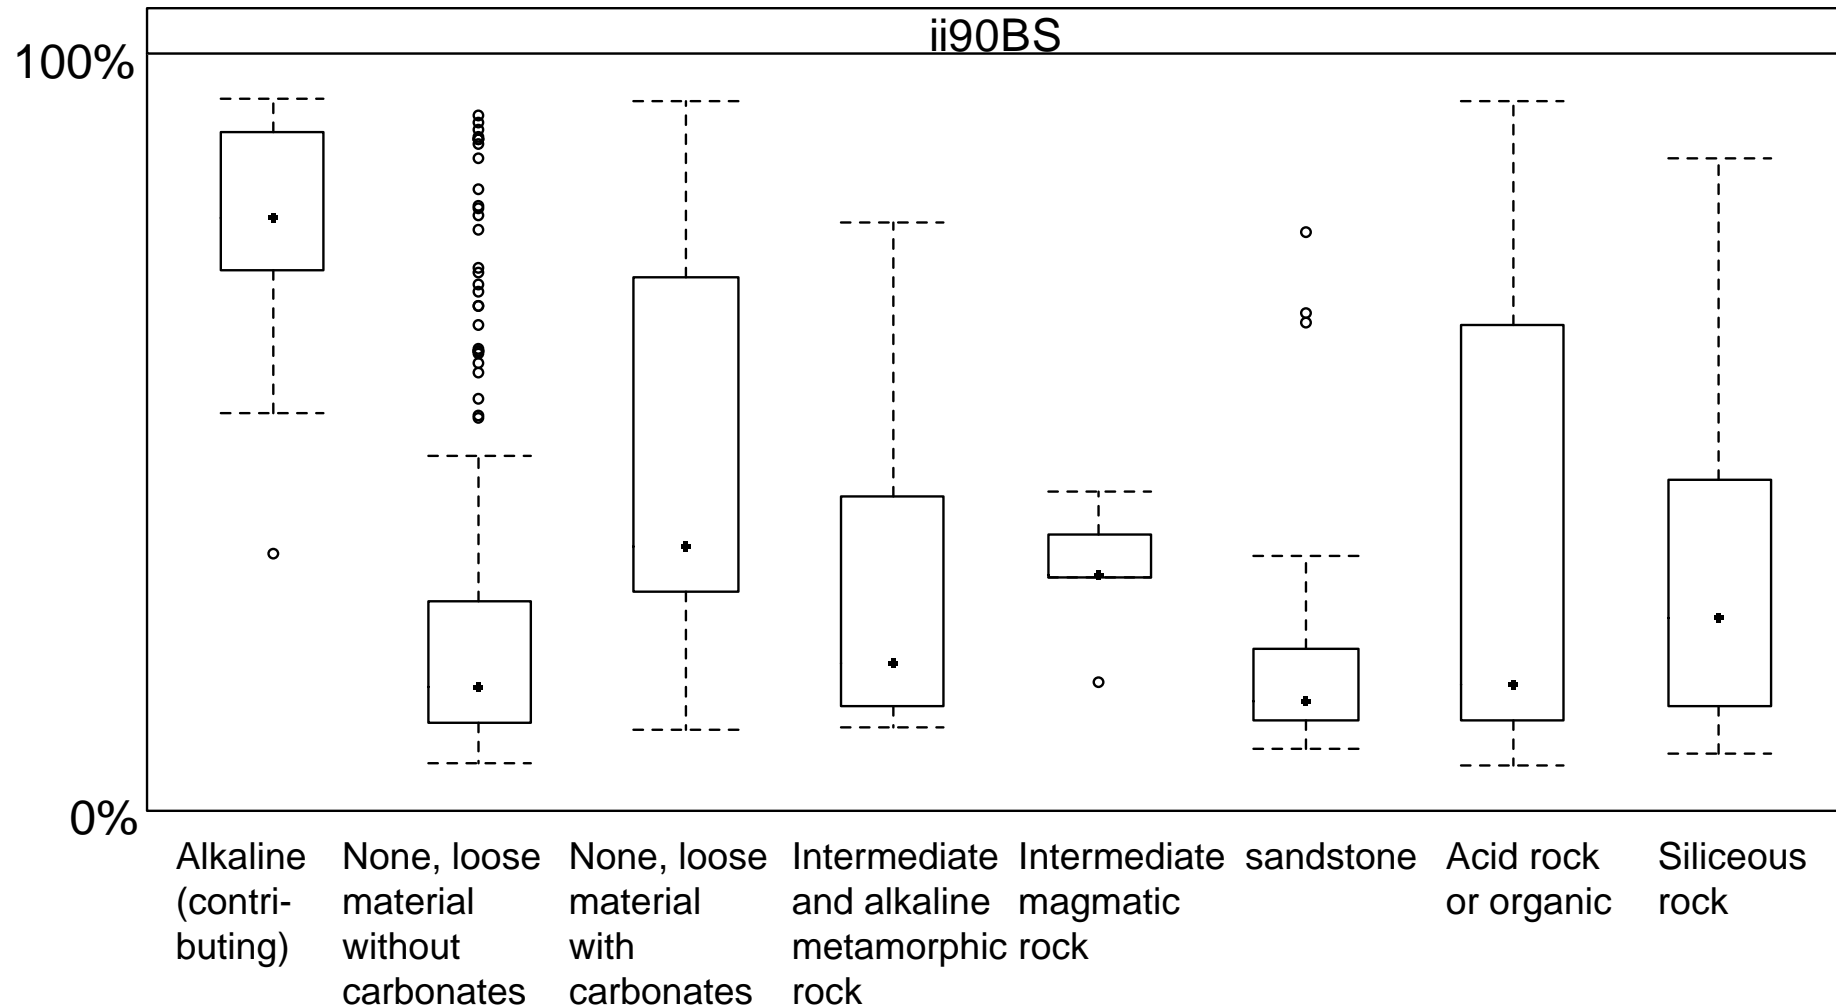 ii90BS
100%
0%
Alkaline
(contri-
buting)
None, loose
material
without
carbonates
None, loose
material
with
carbonates
Intermediate
and alkaline
metamorphic
rock
Intermediate
magmatic
rock
sandstone
Acid rock
or organic
Siliceous
rock